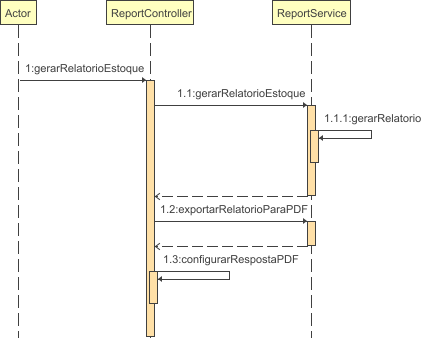 Actor
ReportController
ReportService
1:gerarRelatorioEstoque
1.1:gerarRelatorioEstoque
1.1.1:gerarRelatorio
1.2:exportarRelatorioParaPDF
1.3:configurarRespostaPDF